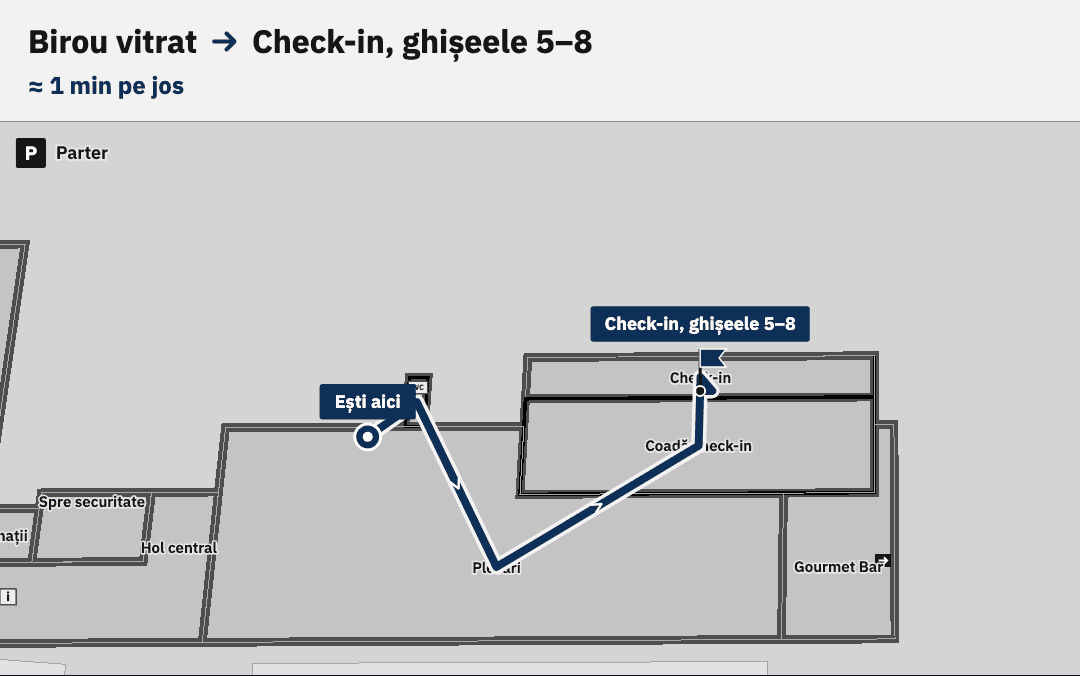 Birou vitrat → Check-in, ghișeele 5–8
≈ 1 min pe jos
P Parter
Check-in, ghișeele 5–8
Ești aici
WC
Spre securitate
Hol central
Gourmet Bar
i